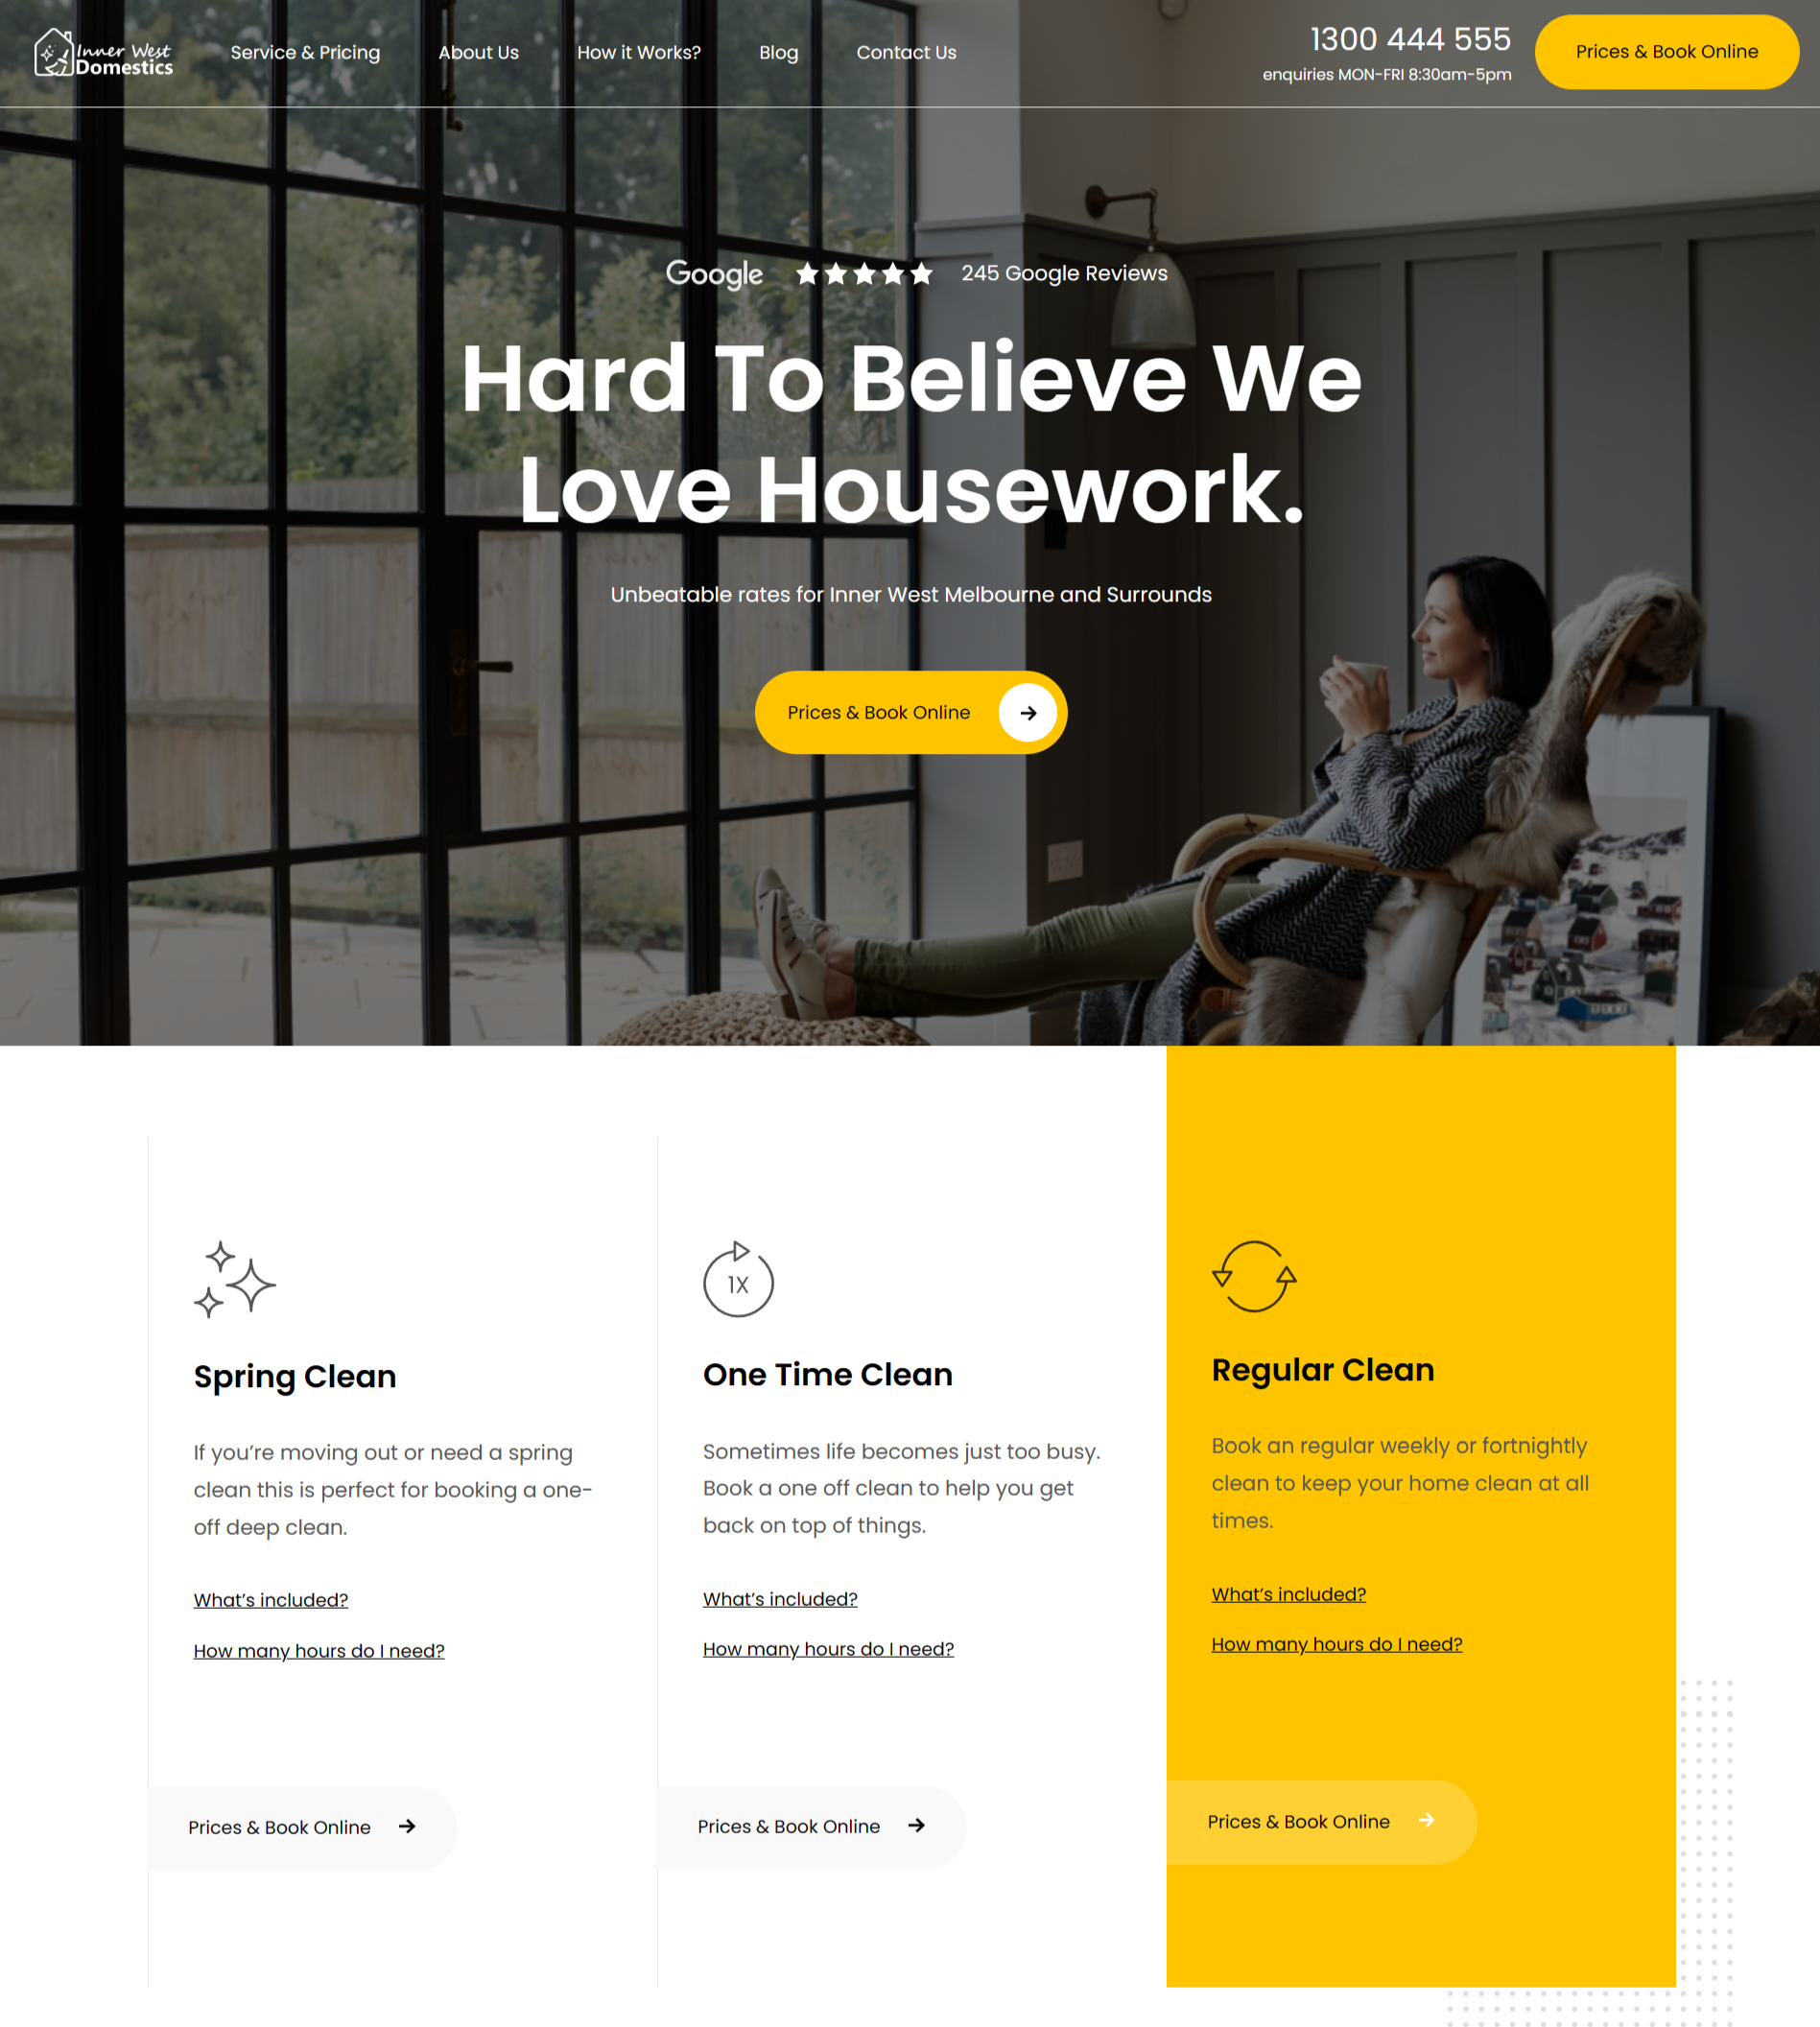 Inner West
Domestics
Service & Pricing
About Us
How it Works?
Blog
Contact Us
1300 444 555
enquiries MON-FRI 8:30am-5pm
Prices & Book Online
Google
245 Google Reviews
Hard To Believe We
Love Housework.
Unbeatable rates for Inner West Melbourne and Surrounds
Prices & Book Online
Spring Clean
If you’re moving out or need a spring
clean this is perfect for booking a one-
off deep clean.
What’s included?
How many hours do I need?
Prices & Book Online
1X
One Time Clean
Sometimes life becomes just too busy.
Book a one off clean to help you get
back on top of things.
What’s included?
How many hours do I need?
Prices & Book Online
Regular Clean
Book an regular weekly or fortnightly
clean to keep your home clean at all
times.
What’s included?
How many hours do I need?
Prices & Book Online